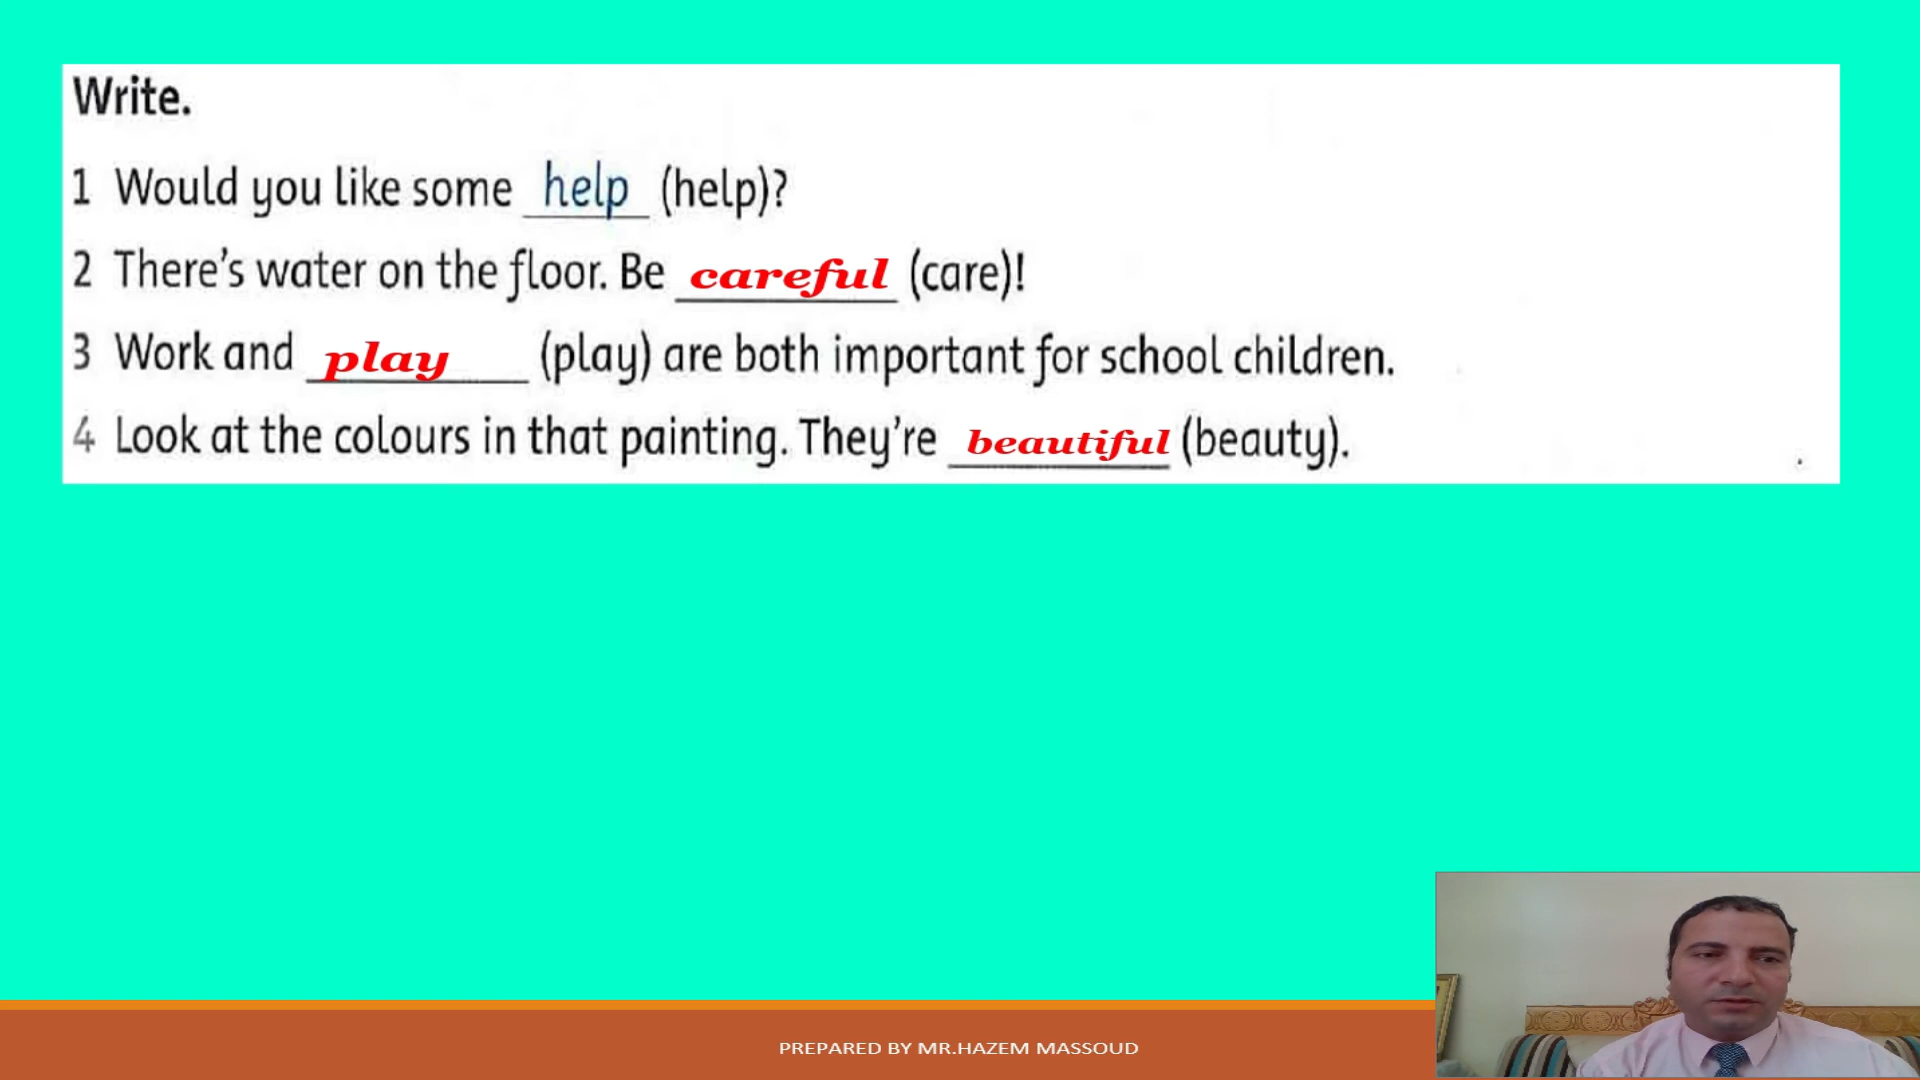 Write.
1 Would you like some help (help)?
2 There's water on the floor. Be careful (care)!
3 Work and play (play) are both important for school children.
4 Look at the colours in that painting. They're beautiful (beauty).
PREPARED BY MR.HAZEM MASSOUD